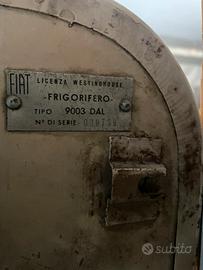 FIAT LICENZA WESTINGHOUSE
-FRIGORIFERO-
TIPO 9003 DAL
N° DI SERIE-
subito